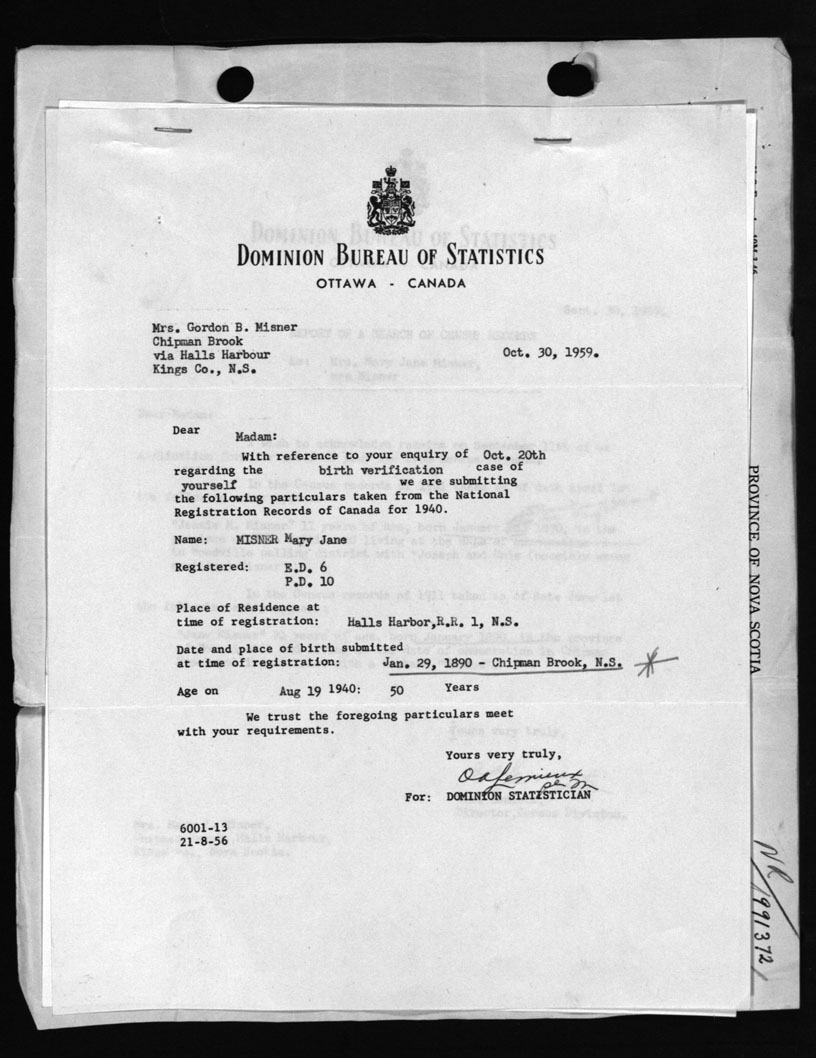 DOMINION BUREAU OF STATISTICS
OTTAWA - CANADA
Mrs. Gordon B. Misner
Chipman Brook
via Halls Harbour
Kings Co., N.S.
Oct. 30, 1959.
Dear Madam:
With reference to your enquiry of Oct. 20th
regarding the birth verification case of
yourself we are submitting
the following particulars taken from the National
Registration Records of Canada for 1940.
Name: MISNER Mary Jane
Registered: E.D. 6
P.D. 10
Place of Residence at
time of registration: Halls Harbor,R.R. 1, N.S.
Date and place of birth submitted
at time of registration: Jan. 29, 1890 - Chipman Brook, N.S.
Age on Aug 19 1940: 50 Years
We trust the foregoing particulars meet
with your requirements.
Yours very truly,
OALemieux
per M
For: DOMINION STATISTICIAN
6001-13
21-8-56
PROVINCE OF NOVA SCOTIA
NR
991372